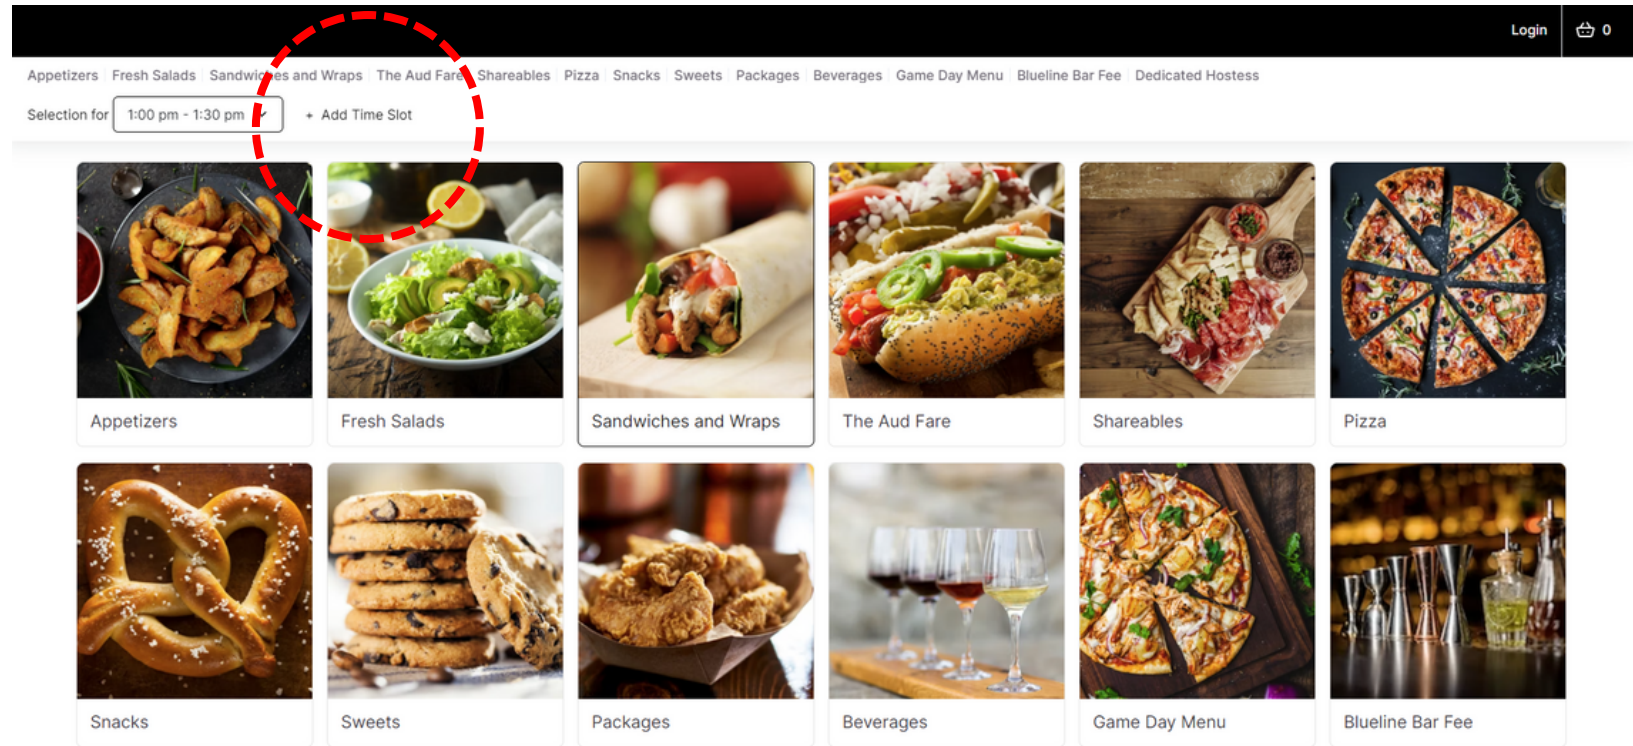 Login 0
Appetizers Fresh Salads Sandwiches and Wraps The Aud Fare Shareables Pizza Snacks Sweets Packages Beverages Game Day Menu Blueline Bar Fee Dedicated Hostess
Selection for 1:00 pm - 1:30 pm + Add Time Slot
Appetizers
Fresh Salads
Sandwiches and Wraps
The Aud Fare
Shareables
Pizza
Snacks
Sweets
Packages
Beverages
Game Day Menu
Blueline Bar Fee